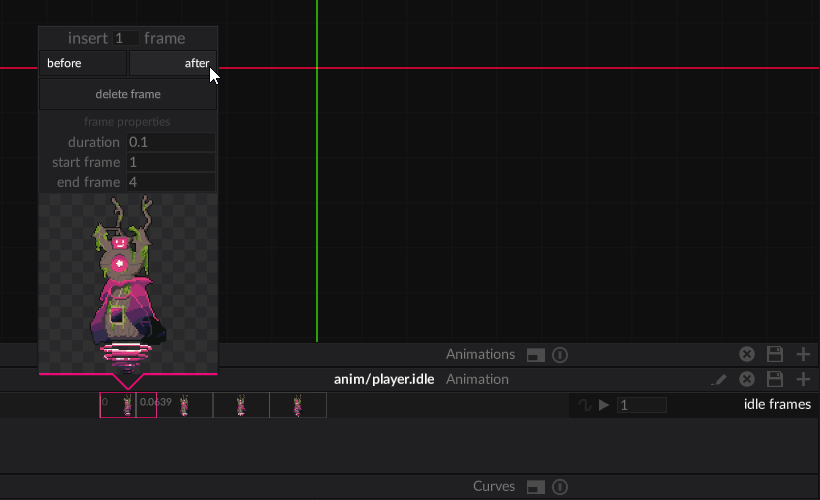 insert 1 frame
before after
delete frame
frame properties
duration 0.1
start frame 1
end frame 4
Animations
anim/player.idle Animation
0 0.0639 1 idle frames
Curves